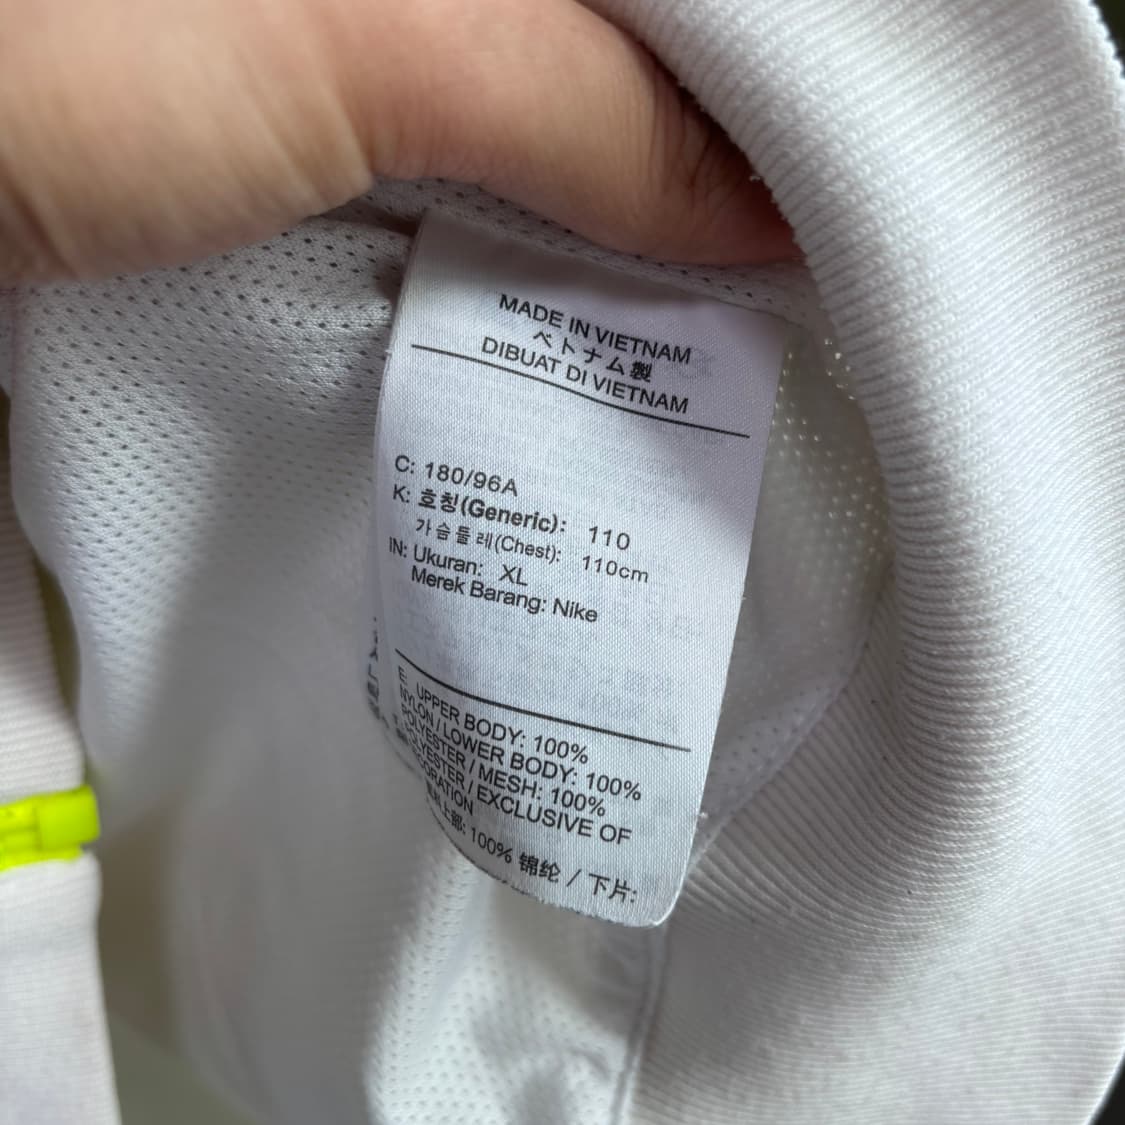 MADE IN VIETNAM
ベトナム製
DIBUAT DI VIETNAM
C: 180/96A
K: 호칭(Generic): 110
가슴둘레(Chest): 110cm
IN: Ukuran: XL
Merek Barang: Nike
E: UPPER BODY: 100%
NYLON / LOWER BODY: 100%
POLYESTER / MESH: 100%
POLYESTER / EXCLUSIVE OF
上部: 100% 锦纶 / 下片: